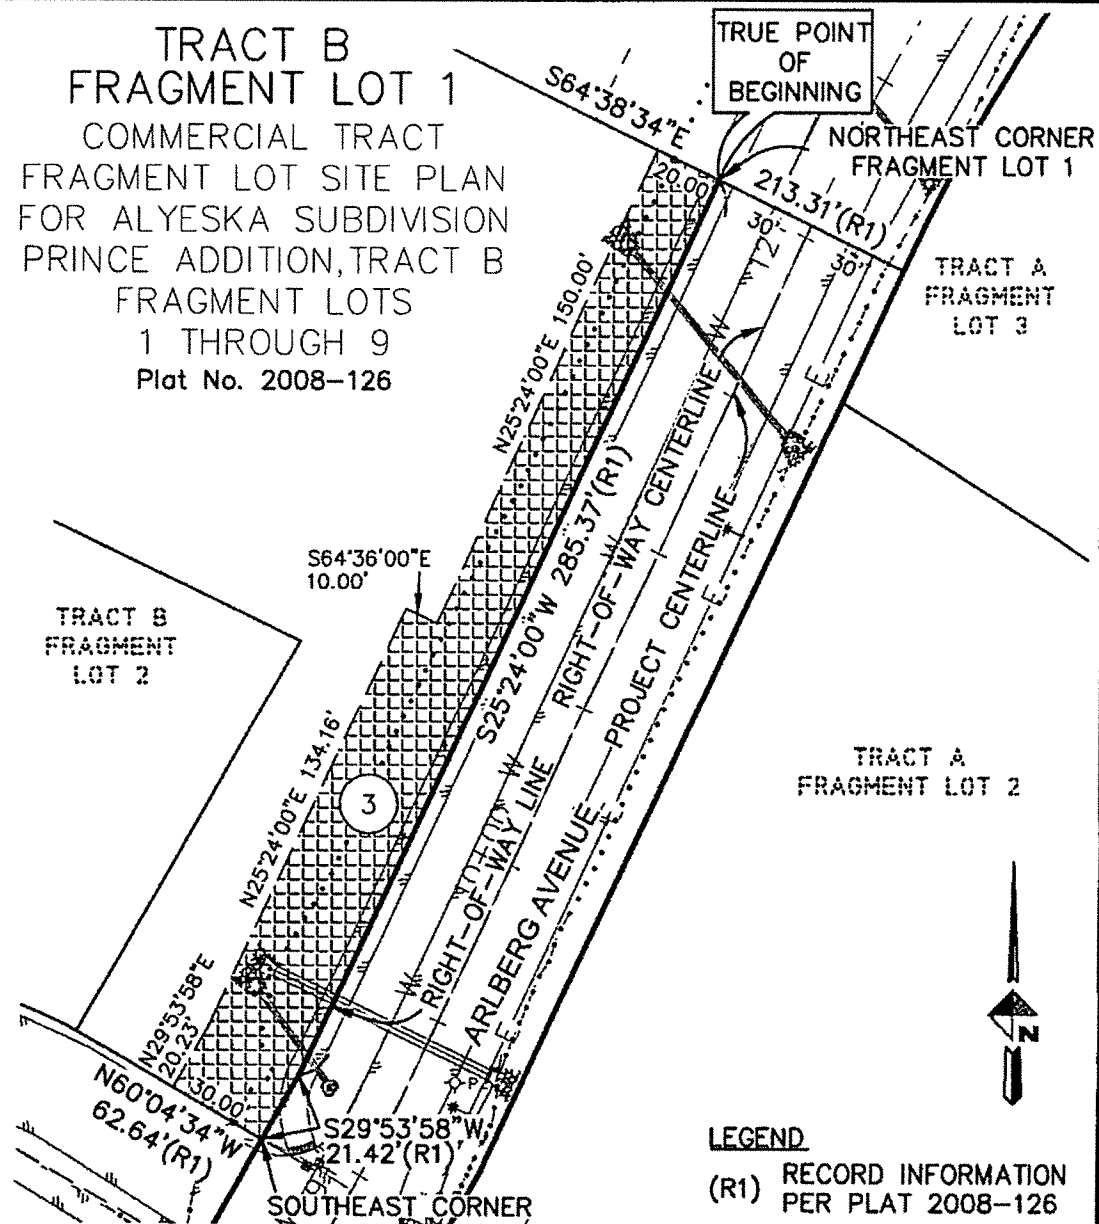 TRACT B
FRAGMENT LOT 1
COMMERCIAL TRACT
FRAGMENT LOT SITE PLAN
FOR ALYESKA SUBDIVISION
PRINCE ADDITION, TRACT B
FRAGMENT LOTS
1 THROUGH 9
Plat No. 2008-126
TRUE POINT
OF
BEGINNING
S64°38'34"E
NORTHEAST CORNER
FRAGMENT LOT 1
20.00'
213.31'(R1)
30'
30'
12
TRACT A
FRAGMENT
LOT 3
N25°24'00"E 150.00'
W
E
S25°24'00"W 285.37'(R1)
RIGHT-OF-WAY CENTERLINE
PROJECT CENTERLINE
S64°36'00"E
10.00'
TRACT B
FRAGMENT
LOT 2
W
E
TRACT A
FRAGMENT LOT 2
N25°24'00"E 134.16'
3
W
RIGHT-OF-WAY LINE
ARLBERG AVENUE
W
E
N29°53'58"E
20.23'
30.00'
N60°04'34"W
62.64'(R1)
P
S29°53'58"W
21.42'(R1)
SOUTHEAST CORNER
N
LEGEND
(R1) RECORD INFORMATION
PER PLAT 2008-126